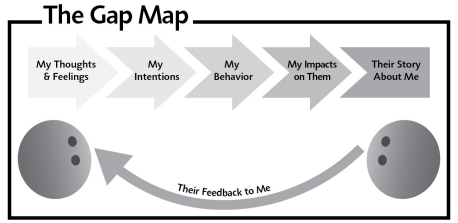 The Gap Map
My Thoughts
& Feelings
My
Intentions
My
Behavior
My Impacts
on Them
Their Story
About Me
Their Feedback to Me